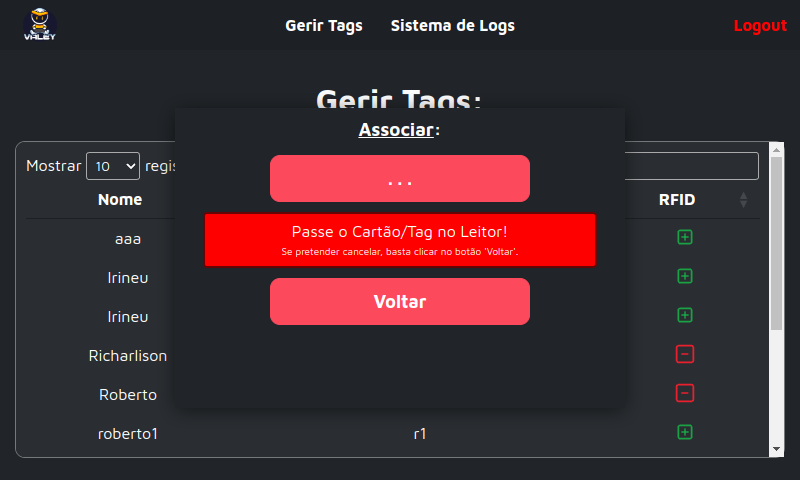 VALEY
Gerir Tags
Sistema de Logs
Logout
Gerir Tags:
Associar:
Mostrar 10 regis
. . .
Nome
RFID
Passe o Cartão/Tag no Leitor!
Se pretender cancelar, basta clicar no botão 'Voltar'.
aaa
Irineu
Voltar
Irineu
Richarlison
Roberto
roberto1 r1